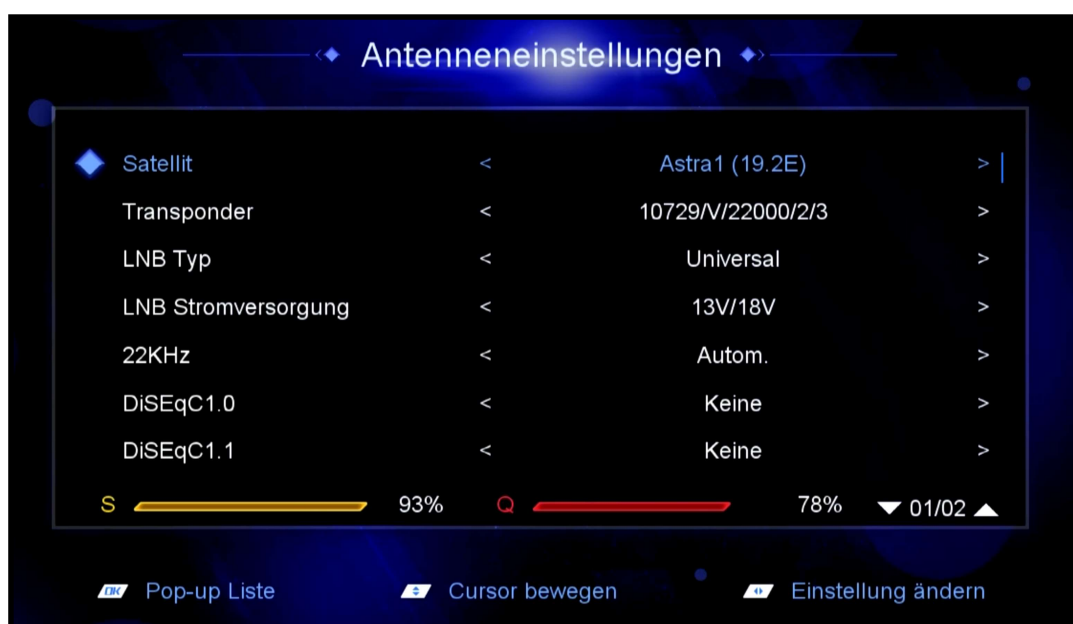 Antenneneinstellungen
Satellit < Astra1 (19.2E) >
Transponder < 10729/V/22000/2/3 >
LNB Typ < Universal >
LNB Stromversorgung < 13V/18V >
22KHz < Autom. >
DiSEqC1.0 < Keine >
DiSEqC1.1 < Keine >
S 93% Q 78% 01/02
OK Pop-up Liste Cursor bewegen Einstellung ändern